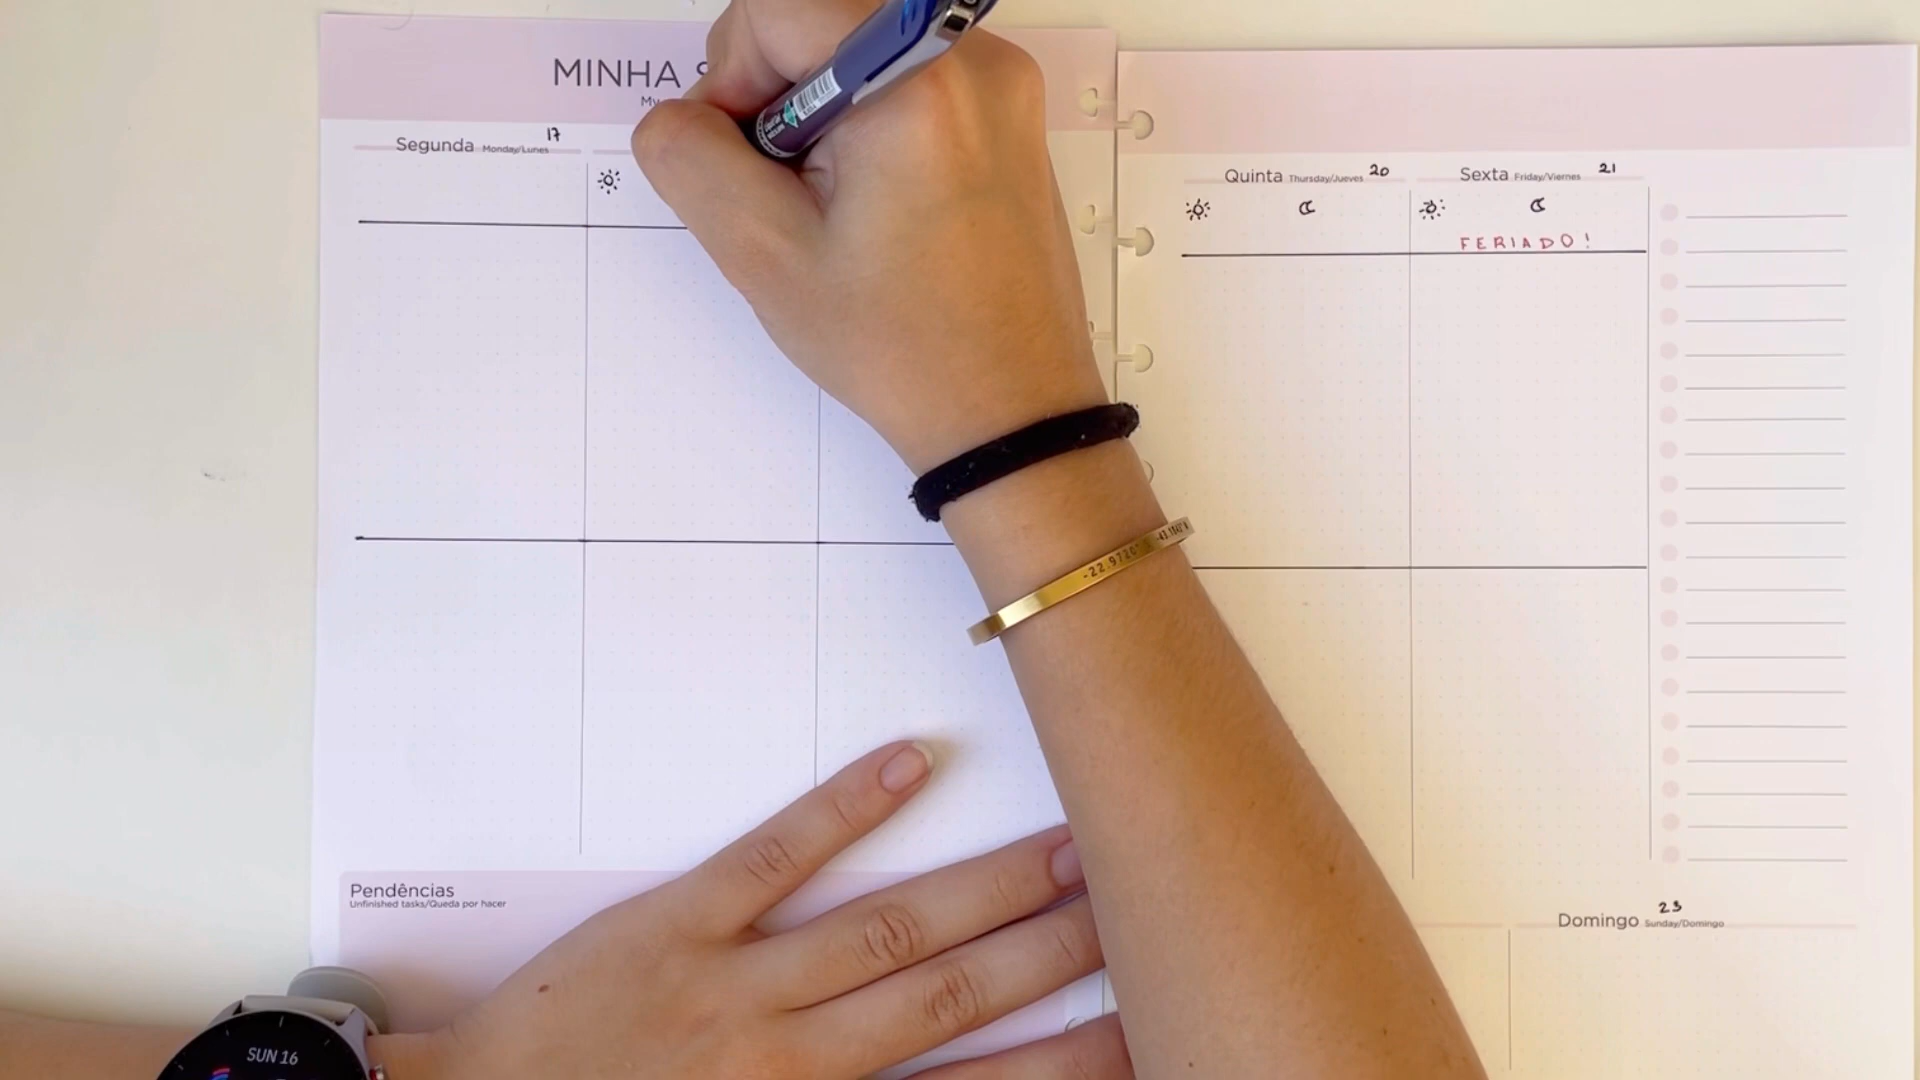 MINHA
My
Segunda Monday/Lunes 17
Quinta Thursday/Jueves 20
Sexta Friday/Viernes 21
FERIADO!
-22.9720°
Pendências
Unfinished tasks/Queda por hacer
Domingo Sunday/Domingo 23
SUN 16